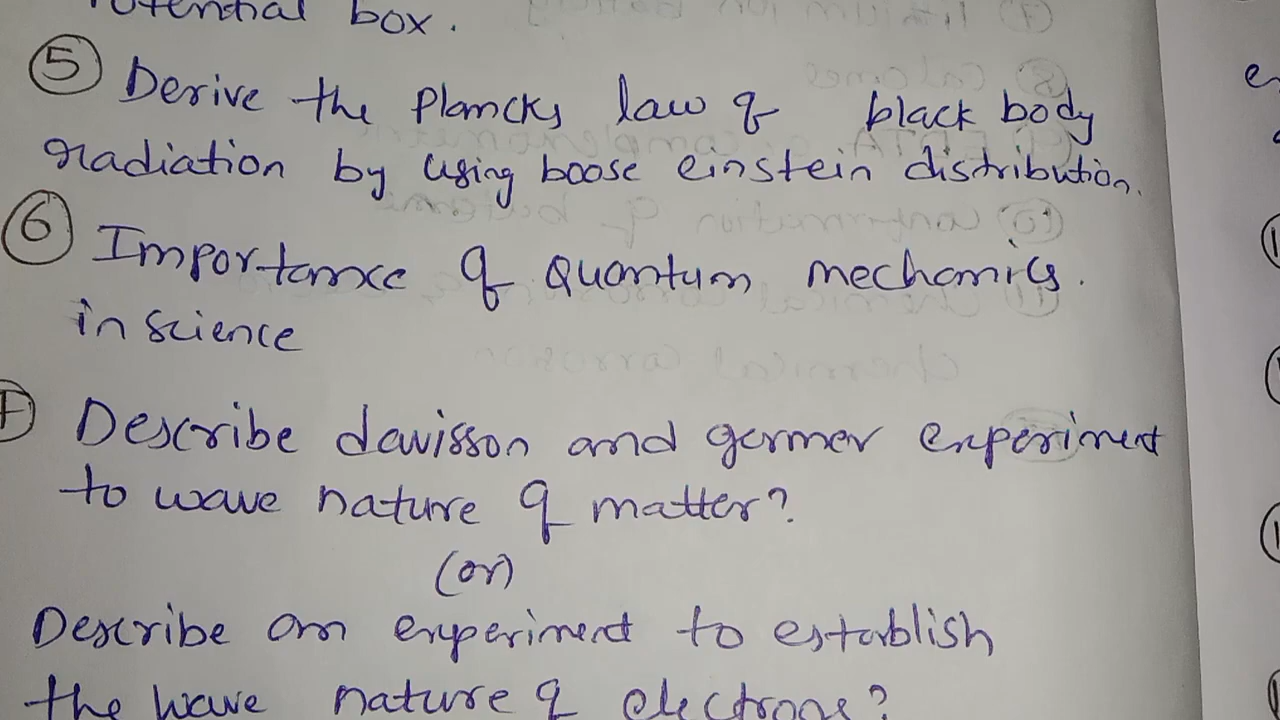 Potential box.
5 Derive the Plancks law of black body
radiation by using boose einstein distribution.
6 Importance of Quantum mechanics.
in science
7 Describe davisson and germer experiment
to wave nature of matter?
(or)
Describe an experiment to establish
the wave nature of electrons?